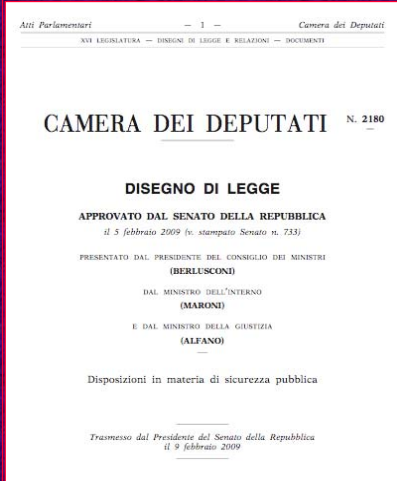 Atti Parlamentari — 1 — Camera dei Deputati
XVI LEGISLATURA — DISEGNI DI LEGGE E RELAZIONI — DOCUMENTI
CAMERA DEI DEPUTATI N. 2180
DISEGNO DI LEGGE
APPROVATO DAL SENATO DELLA REPUBBLICA
il 5 febbraio 2009 (v. stampato Senato n. 733)
PRESENTATO DAL PRESIDENTE DEL CONSIGLIO DEI MINISTRI
(BERLUSCONI)
DAL MINISTRO DELL'INTERNO
(MARONI)
E DAL MINISTRO DELLA GIUSTIZIA
(ALFANO)
Disposizioni in materia di sicurezza pubblica
Trasmesso dal Presidente del Senato della Repubblica
il 9 febbraio 2009